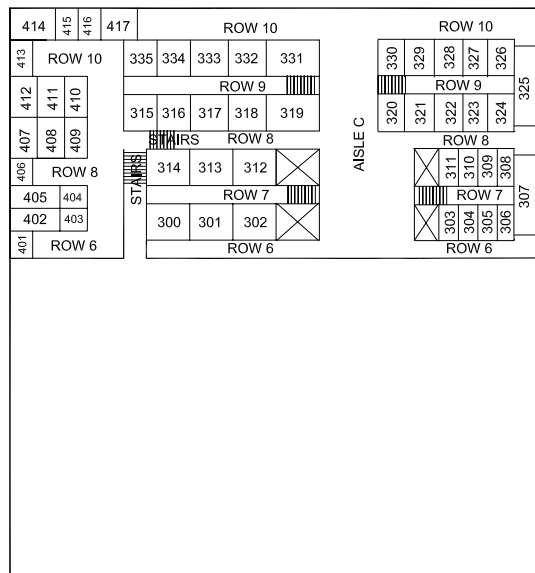 414 415 416 417 ROW 10 ROW 10
413 ROW 10 335 334 333 332 331 330 329 328 327 326
412 411 410 ROW 9 ROW 9 325
407 408 409 315 316 317 318 319 320 321 322 323 324
STAIRS ROW 8 AISLE C ROW 8
406 ROW 8 STAIRS 314 313 312 311 310 309 308
405 404 ROW 7 ROW 7 307
402 403 300 301 302 303 304 305 306
401 ROW 6 ROW 6 ROW 6